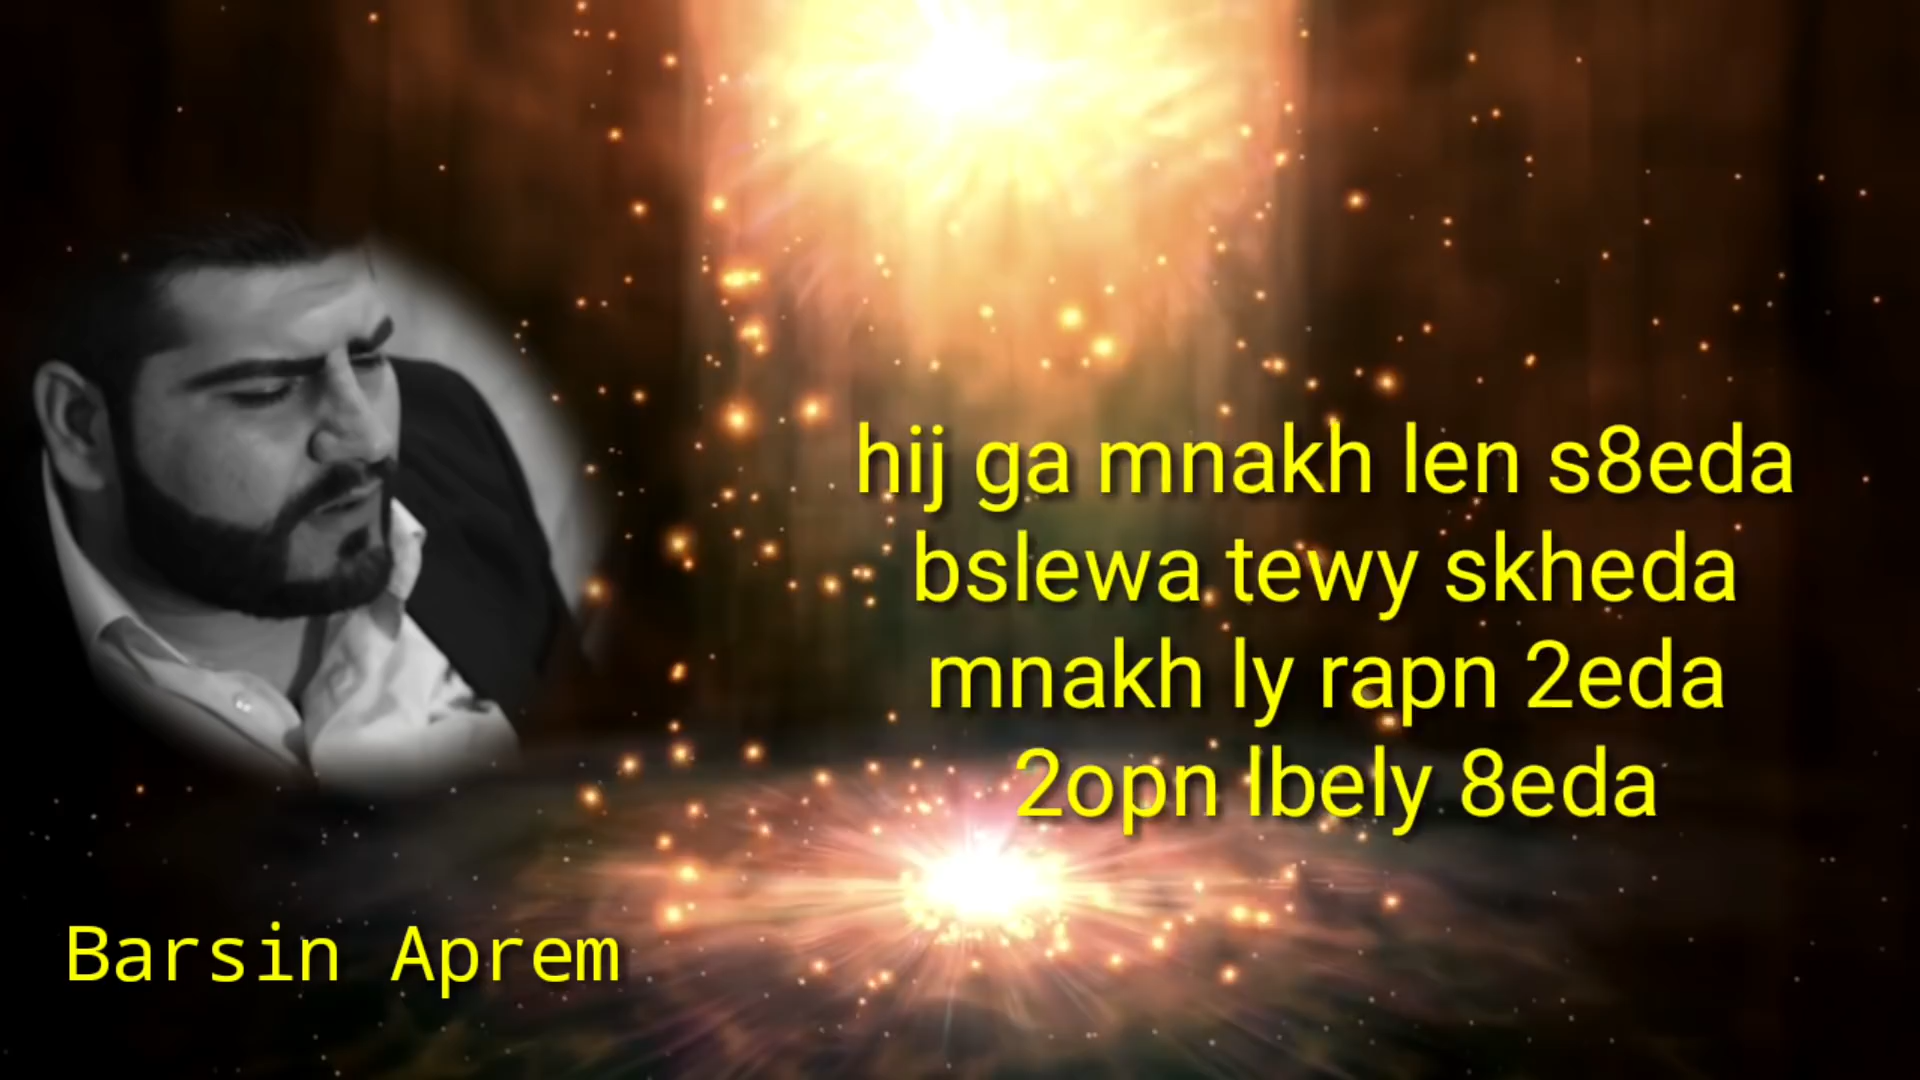 hij ga mnakh len s8eda
bslewa tewy skheda
mnakh ly rapn 2eda
2opn lbely 8eda
Barsin Aprem